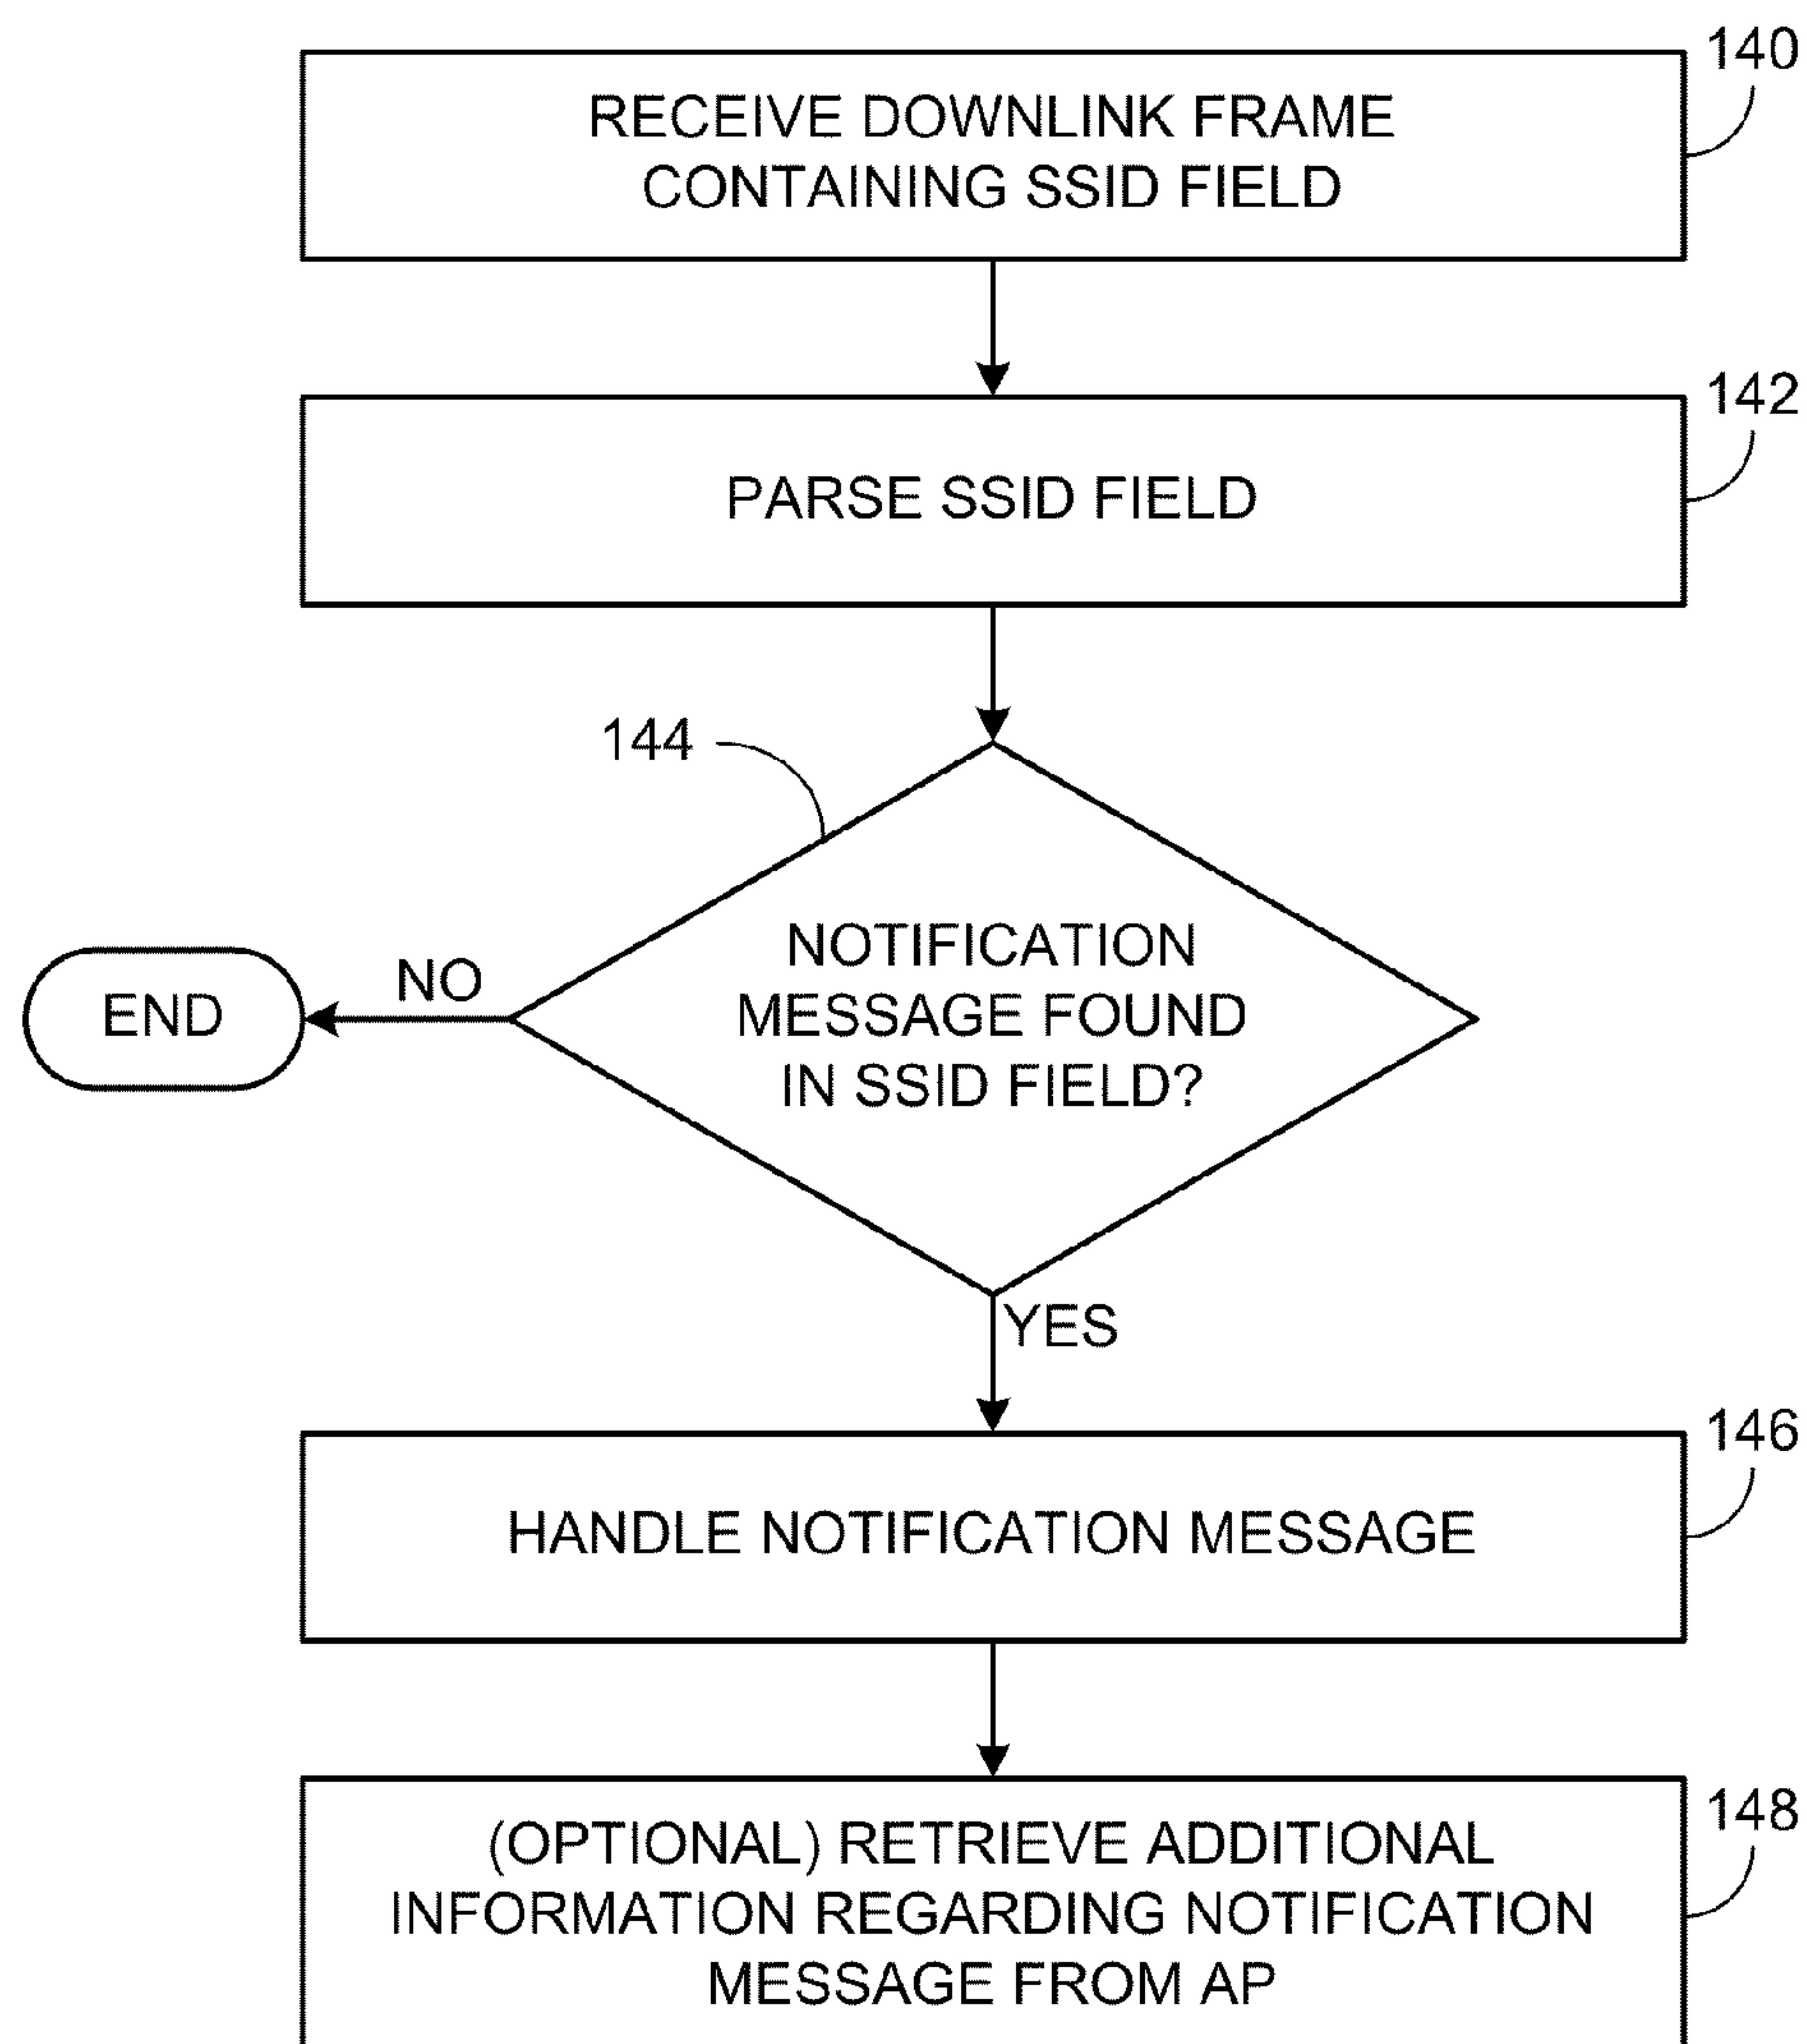 140
RECEIVE DOWNLINK FRAME
CONTAINING SSID FIELD
142
PARSE SSID FIELD
144
NOTIFICATION
MESSAGE FOUND
IN SSID FIELD?
NO
END
YES
146
HANDLE NOTIFICATION MESSAGE
148
(OPTIONAL) RETRIEVE ADDITIONAL
INFORMATION REGARDING NOTIFICATION
MESSAGE FROM AP